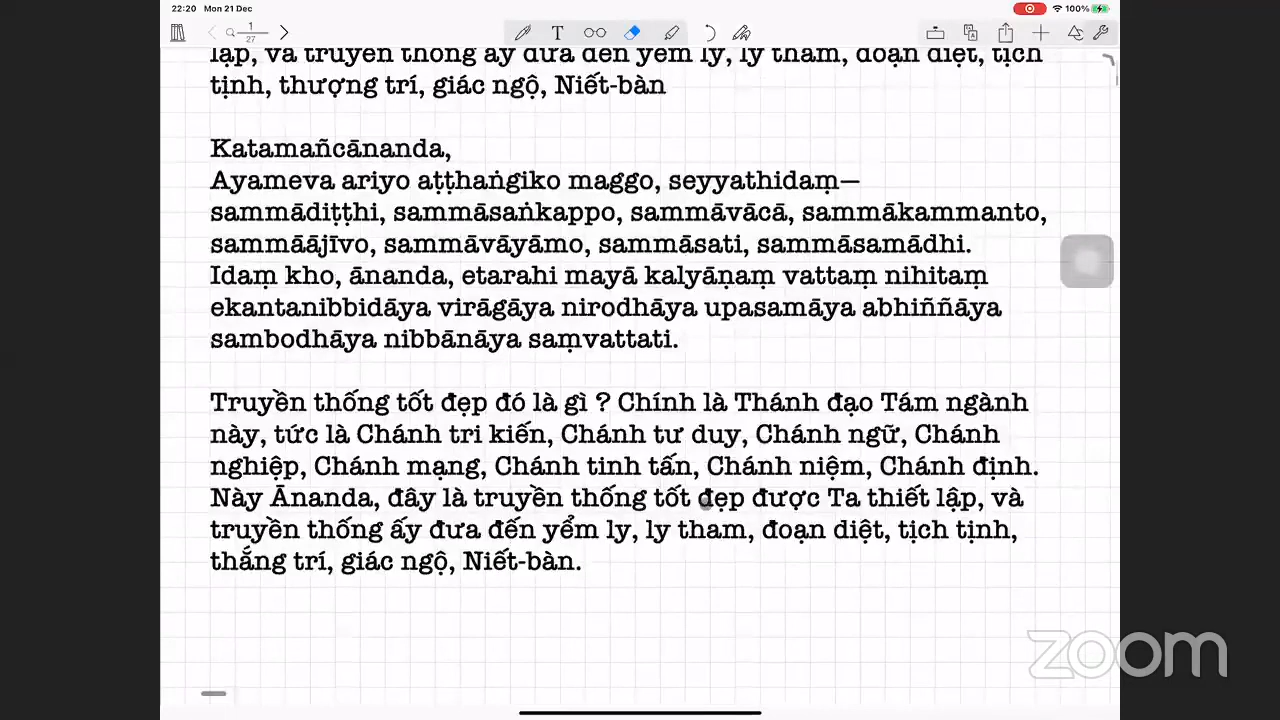 22:20 Mon 21 Dec
100%
1
27
lập, và truyền thống ấy đưa đến yếm ly, ly tham, đoạn diệt, tịch
tịnh, thượng trí, giác ngộ, Niết-bàn
Katamañcānanda,
Ayameva ariyo aṭṭhaṅgiko maggo, seyyathidaṃ—
sammādiṭṭhi, sammāsaṅkappo, sammāvācā, sammākammanto,
sammāājīvo, sammāvāyāmo, sammāsati, sammāsamādhi.
Idaṃ kho, ānanda, etarahi mayā kalyāṇaṃ vattaṃ nihitaṃ
ekantanibbidāya virāgāya nirodhāya upasamāya abhiññāya
sambodhāya nibbānāya saṃvattati.
Truyền thống tốt đẹp đó là gì ? Chính là Thánh đạo Tám ngành
này, tức là Chánh tri kiến, Chánh tư duy, Chánh ngữ, Chánh
nghiệp, Chánh mạng, Chánh tinh tấn, Chánh niệm, Chánh định.
Này Ānanda, đây là truyền thống tốt đẹp được Ta thiết lập, và
truyền thống ấy đưa đến yểm ly, ly tham, đoạn diệt, tịch tịnh,
thắng trí, giác ngộ, Niết-bàn.
zoom